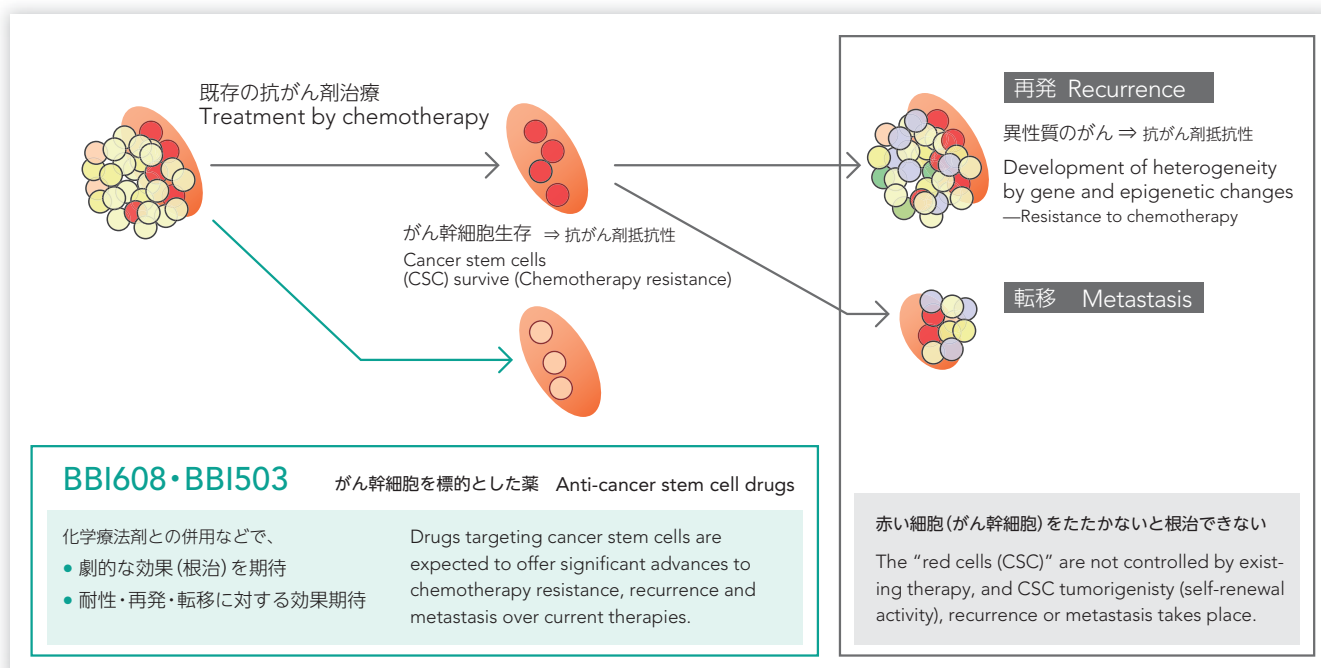 既存の抗がん剤治療
Treatment by chemotherapy
がん幹細胞生存 ⇒ 抗がん剤抵抗性
Cancer stem cells
(CSC) survive (Chemotherapy resistance)
再発 Recurrence
異性質のがん ⇒ 抗がん剤抵抗性
Development of heterogeneity
by gene and epigenetic changes
—Resistance to chemotherapy
転移 Metastasis
BBI608・BBI503 がん幹細胞を標的とした薬 Anti-cancer stem cell drugs
化学療法剤との併用などで、
• 劇的な効果(根治)を期待
• 耐性・再発・転移に対する効果期待
Drugs targeting cancer stem cells are
expected to offer significant advances to
chemotherapy resistance, recurrence and
metastasis over current therapies.
赤い細胞(がん幹細胞)をたたかないと根治できない
The “red cells (CSC)” are not controlled by exist-
ing therapy, and CSC tumorigenisty (self-renewal
activity), recurrence or metastasis takes place.